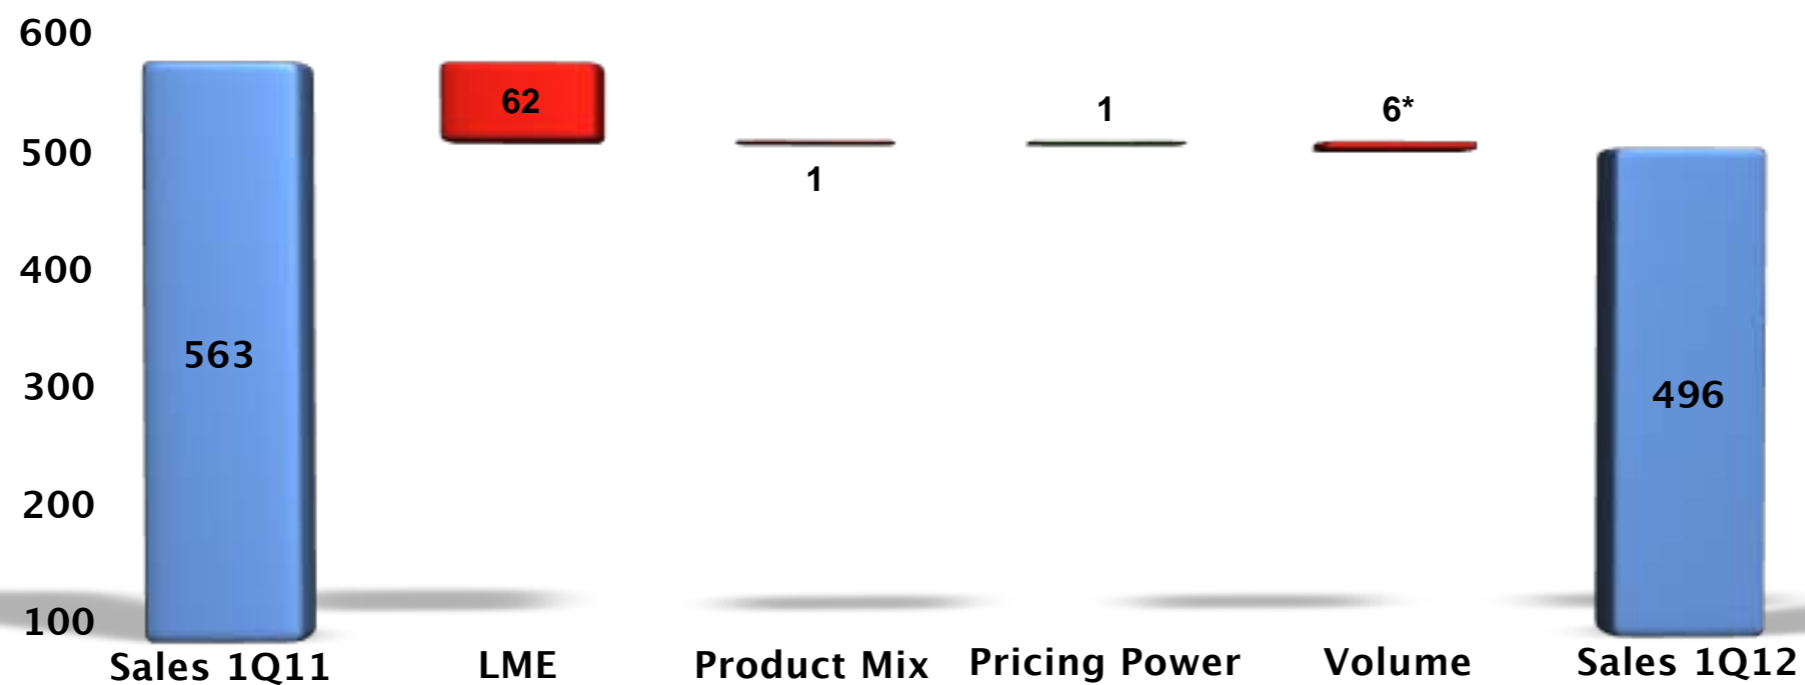 600
500
400
300
200
100
563
62
1
1
6*
496
Sales 1Q11
LME
Product Mix
Pricing Power
Volume
Sales 1Q12